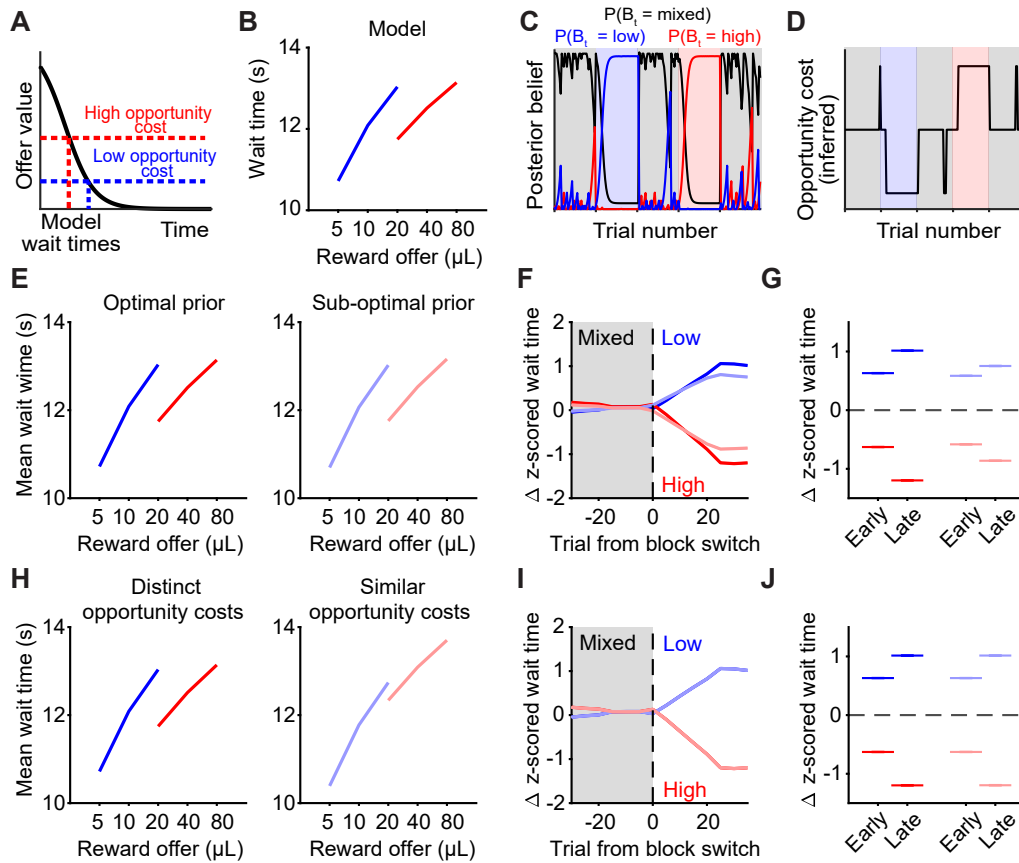 A
Offer value
High opportunity
cost
Low opportunity
cost
Model
wait times
Time
B
Model
Wait time (s)
14
12
10
5 10 20 40 80
Reward offer (µL)
C
P(Bt = mixed)
P(Bt = low) P(Bt = high)
Posterior belief
Trial number
D
Opportunity cost
(inferred)
Trial number
E
Optimal prior
Mean wait wime (s)
14
12
10
5 10 20 40 80
Reward offer (µL)
Sub-optimal prior
14
12
10
5 10 20 40 80
Reward offer (µL)
F
Δ z-scored wait time
2
1
0
-1
-2
Mixed
Low
High
-20 0 20
Trial from block switch
G
Δ z-scored wait time
1
0
-1
Early
Late
Early
Late
H
Distinct
opportunity costs
Mean wait time (s)
14
12
10
5 10 20 40 80
Reward offer (µL)
Similar
opportunity costs
14
12
10
5 10 20 40 80
Reward offer (µL)
I
Δ z-scored wait time
2
1
0
-1
-2
Mixed
Low
High
-20 0 20
Trial from block switch
J
Δ z-scored wait time
1
0
-1
Early
Late
Early
Late